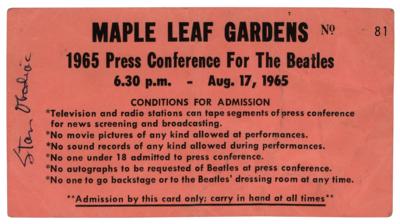 MAPLE LEAF GARDENS
No 81
1965 Press Conference For The Beatles
6.30 p.m. - Aug. 17, 1965
CONDITIONS FOR ADMISSION
*Television and radio stations can tape segments of press conference
for news screening and broadcasting.
*No movie pictures of any kind allowed at performances.
*No sound records of any kind allowed during performances.
*No one under 18 admitted to press conference.
*No autographs to be requested of Beatles at press conference.
*No one to go backstage or to the Beatles' dressing room at any time.
**Admission by this card only; carry in hand at all times**
Stan